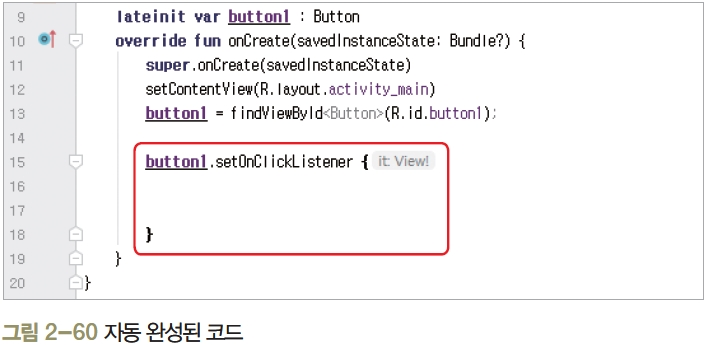 9 lateinit var button1 : Button
10 override fun onCreate(savedInstanceState: Bundle?) {
11 super.onCreate(savedInstanceState)
12 setContentView(R.layout.activity_main)
13 button1 = findViewById<Button>(R.id.button1);
14
15 button1.setOnClickListener { it: View!
16
17
18 }
19 }
20 }
그림 2-60 자동 완성된 코드